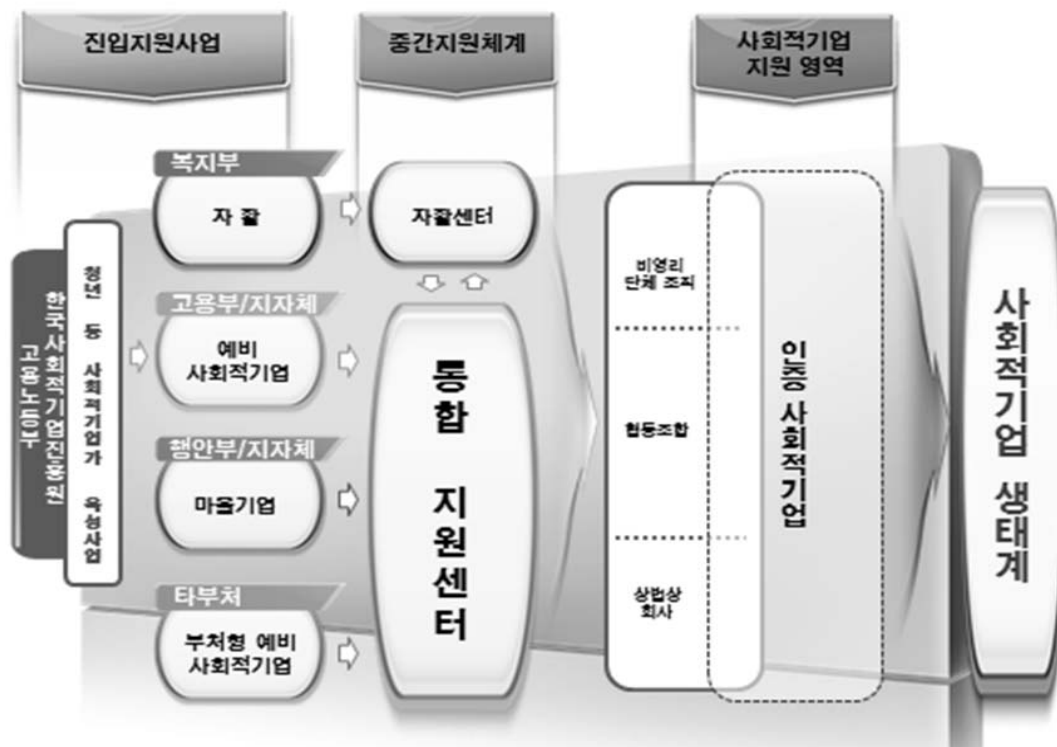 진입지원사업
중간지원체계
사회적기업
지원 영역
고용노동부
한국사회적기업진흥원
청년 등 사회적기업가 육성사업
복지부
자 활
고용부/지자체
예비
사회적기업
행안부/지자체
마을기업
타부처
부처형 예비
사회적기업
자활센터
통합 지원센터
비영리
단체 조직
협동조합
상법상
회사
인증 사회적기업
사회적기업 생태계